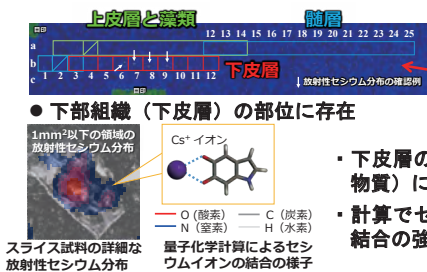 上皮層と藻類
髄層
12 13 14 15 16 17 18 19 20 21 22 23 24 25
a
b
c
1 2 3 4 5 6 7 8 9 10 11 12
下皮層
↓放射性セシウム分布の確認例
● 下部組織（下皮層）の部位に存在
1mm²以下の領域の
放射性セシウム分布
Cs⁺ イオン
O（酸素） C（炭素）
N（窒素） H（水素）
スライス試料の詳細な
放射性セシウム分布
量子化学計算によるセシ
ウムイオンの結合の様子
・下皮層の
物質）に
・計算でセ
結合の強